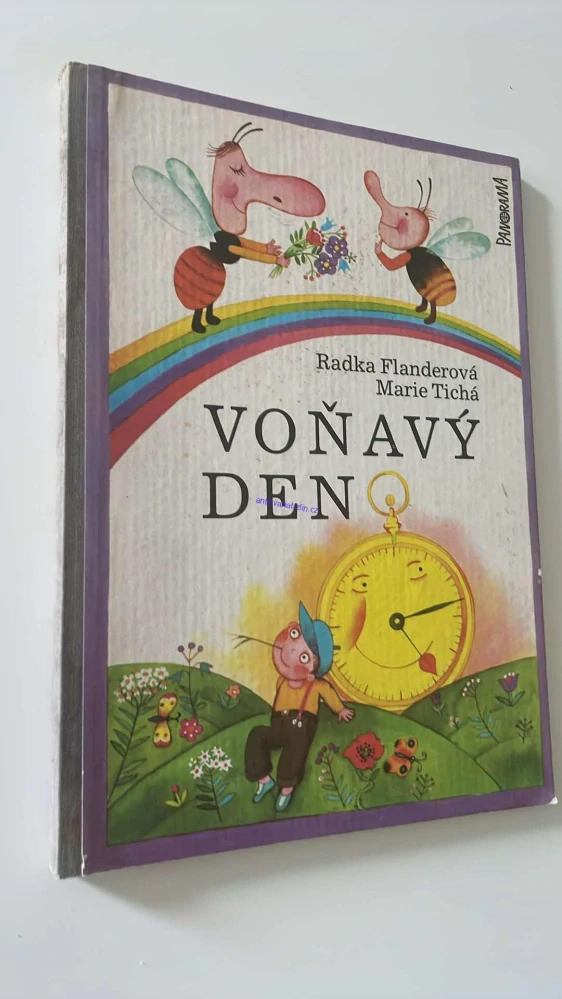 PANORAMA
Radka Flanderová
Marie Tichá
VOŇAVÝ
DEN